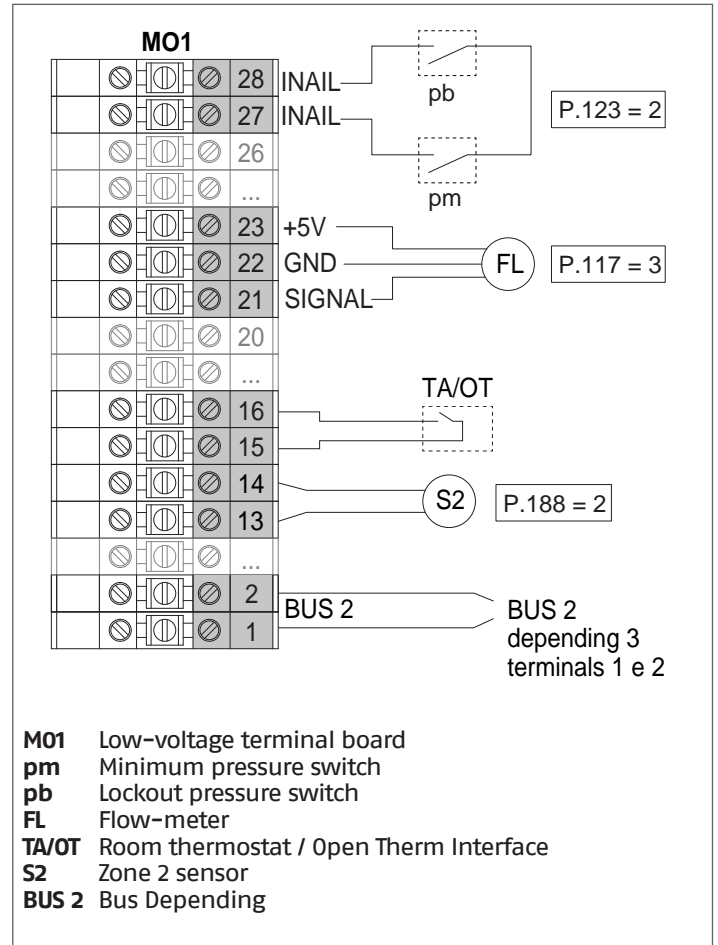 MO1
28 INAIL
pb
27 INAIL
P.123 = 2
26
...
pm
23 +5V
22 GND
FL
P.117 = 3
21 SIGNAL
20
...
TA/OT
16
15
14
S2
P.188 = 2
13
...
2
BUS 2
1
BUS 2
depending 3
terminals 1 e 2
M01 Low-voltage terminal board
pm Minimum pressure switch
pb Lockout pressure switch
FL Flow-meter
TA/OT Room thermostat / Open Therm Interface
S2 Zone 2 sensor
BUS 2 Bus Depending